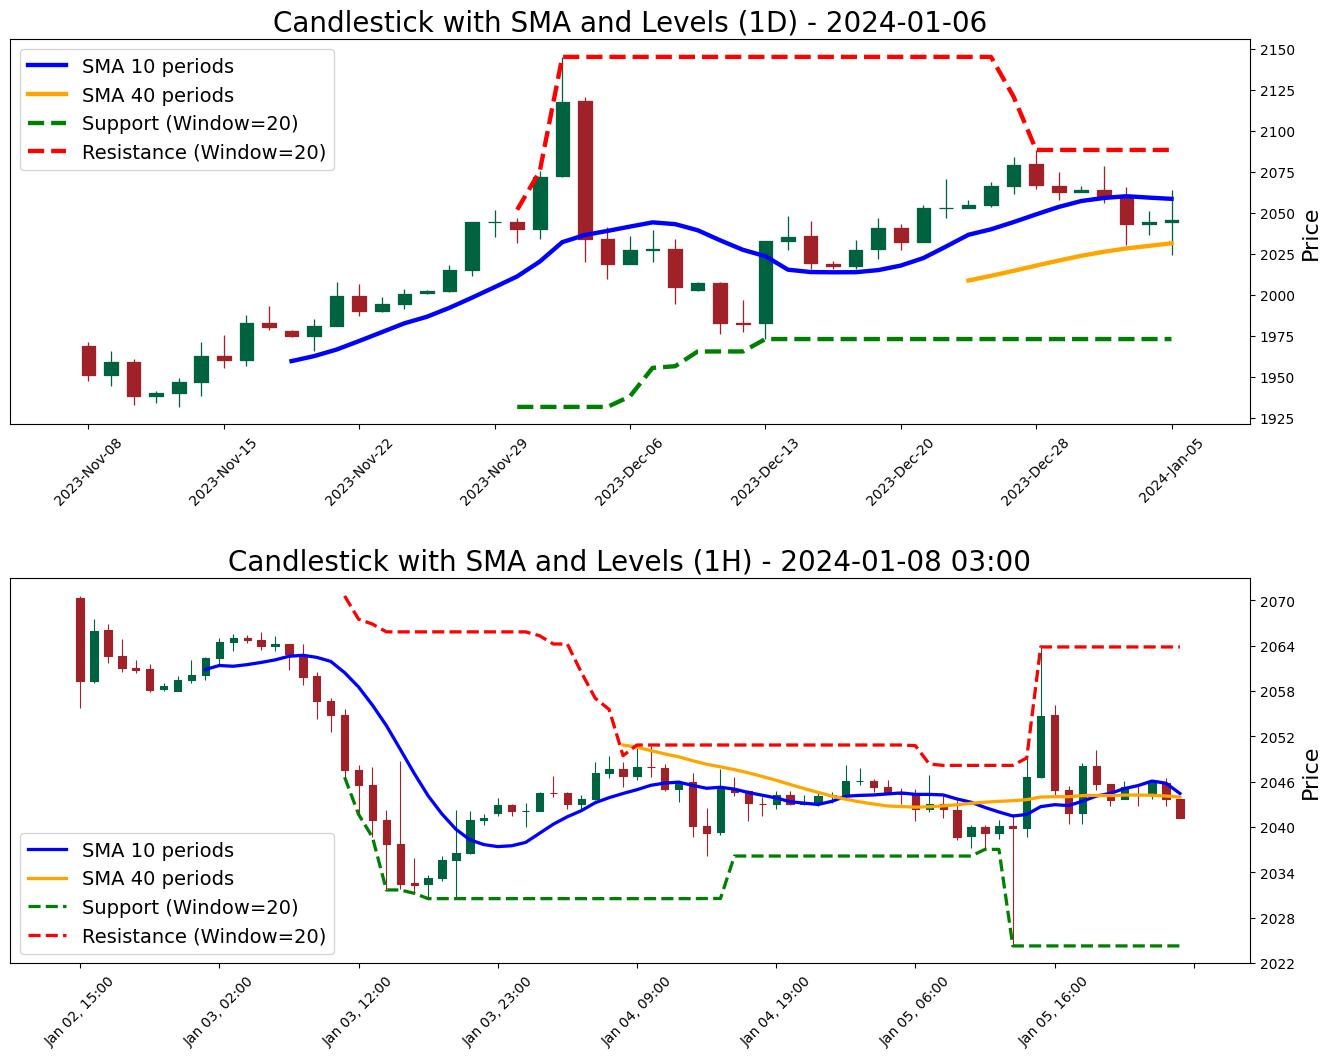 Candlestick with SMA and Levels (1D) - 2024-01-06
SMA 10 periods
SMA 40 periods
Support (Window=20)
Resistance (Window=20)
2150
2125
2100
2075
2050
2025
2000
1975
1950
1925
Price
2023-Nov-08
2023-Nov-15
2023-Nov-22
2023-Nov-29
2023-Dec-06
2023-Dec-13
2023-Dec-20
2023-Dec-28
2024-Jan-05
Candlestick with SMA and Levels (1H) - 2024-01-08 03:00
2070
2064
2058
2052
2046
2040
2034
2028
2022
Price
SMA 10 periods
SMA 40 periods
Support (Window=20)
Resistance (Window=20)
Jan 02, 15:00
Jan 03, 02:00
Jan 03, 12:00
Jan 03, 23:00
Jan 04, 09:00
Jan 04, 19:00
Jan 05, 06:00
Jan 05, 16:00